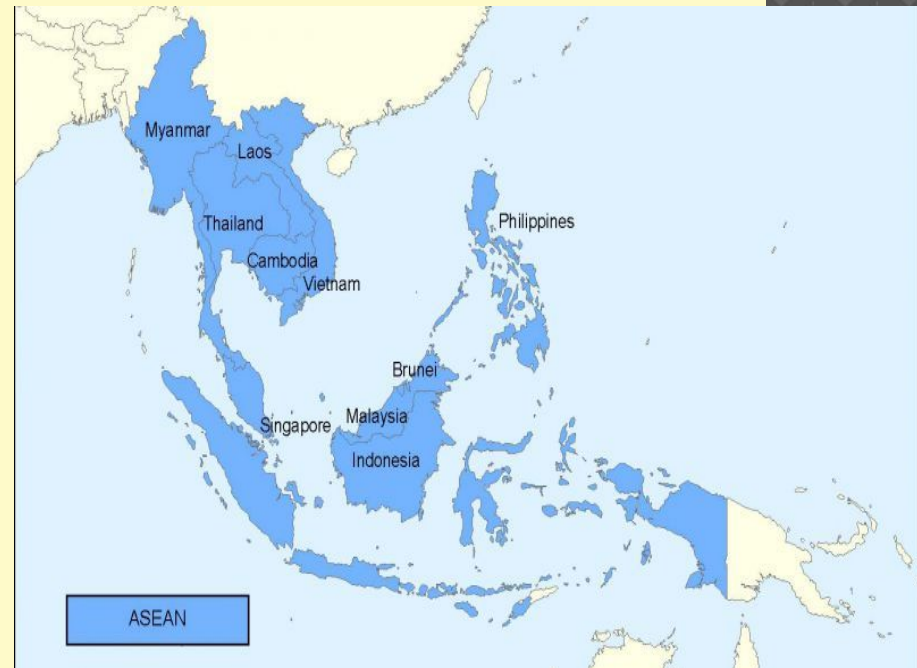 Myanmar
Laos
Thailand
Philippines
Cambodia
Vietnam
Brunei
Malaysia
Singapore
Indonesia
ASEAN